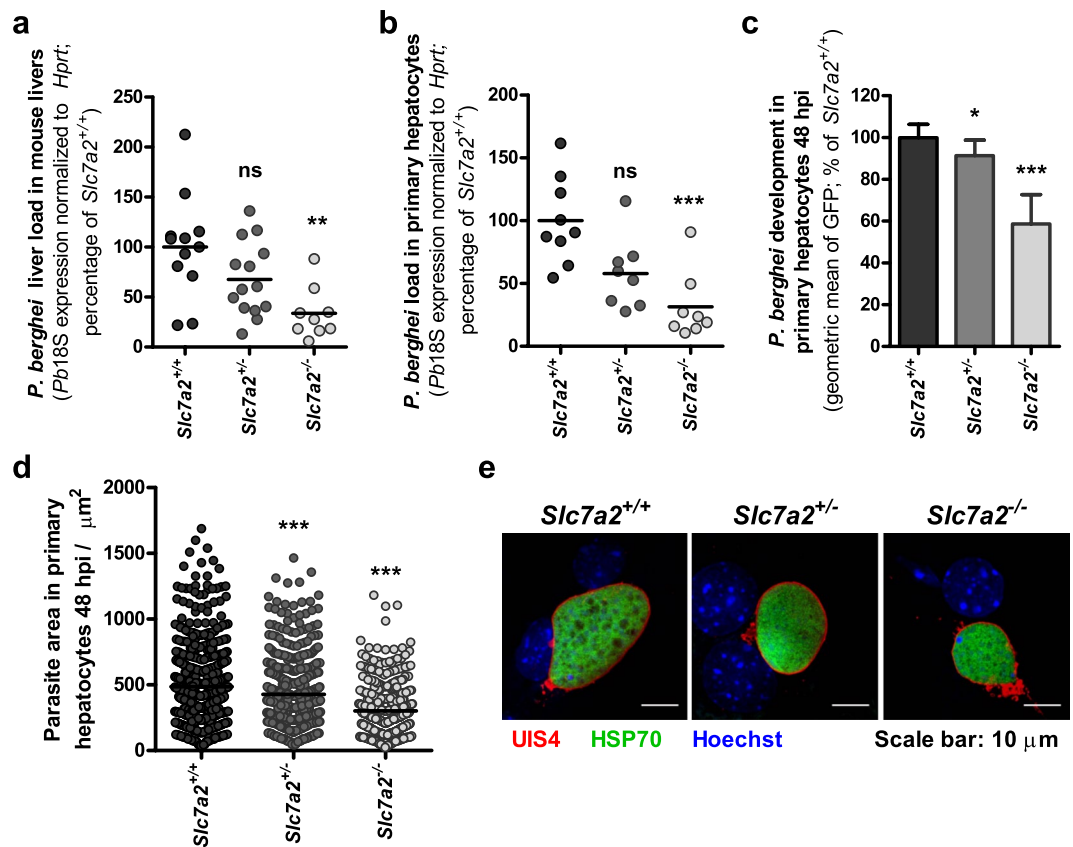 a
P. berghei liver load in mouse livers
(Pb18S expression normalized to Hprt;
percentage of Slc7a2+/+)
250
200
150
100
50
0
ns
**
Slc7a2+/+
Slc7a2+/-
Slc7a2-/-
b
P. berghei load in primary hepatocytes
(Pb18S expression normalized to Hprt;
percentage of Slc7a2+/+)
200
150
100
50
0
ns
***
Slc7a2+/+
Slc7a2+/-
Slc7a2-/-
c
P. berghei development in
primary hepatocytes 48 hpi
(geometric mean of GFP; % of Slc7a2+/+)
120
100
80
60
40
20
0
*
***
Slc7a2+/+
Slc7a2+/-
Slc7a2-/-
d
Parasite area in primary
hepatocytes 48 hpi / μm2
2000
1500
1000
500
0
***
***
Slc7a2+/+
Slc7a2+/-
Slc7a2-/-
e
Slc7a2+/+ Slc7a2+/- Slc7a2-/-
UIS4 HSP70 Hoechst Scale bar: 10 μm